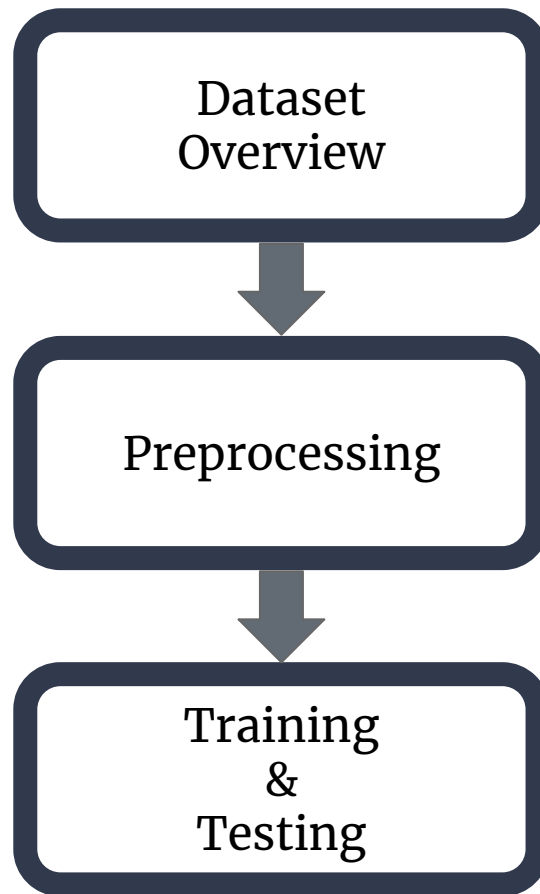 Dataset
Overview
Preprocessing
Training
&
Testing